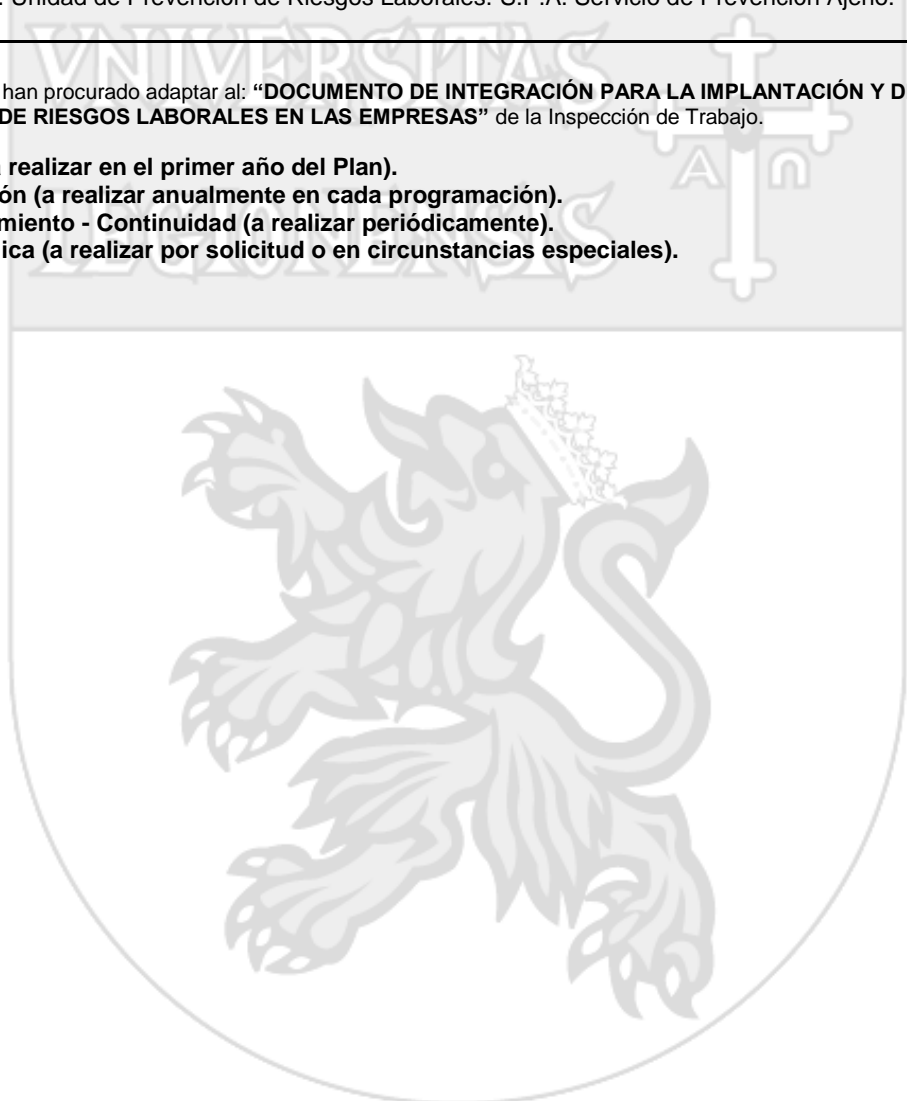 . Unidad de Prevención de Riesgos Laborales. S.P.A. Servicio de Prevención Ajeno.
VNIVERSITAS
han procurado adaptar al: “DOCUMENTO DE INTEGRACIÓN PARA LA IMPLANTACIÓN Y D
DE RIESGOS LABORALES EN LAS EMPRESAS” de la Inspección de Trabajo.
realizar en el primer año del Plan).
ón (a realizar anualmente en cada programación).
miento - Continuidad (a realizar periódicamente).
ica (a realizar por solicitud o en circunstancias especiales).
LEGIONENSIS